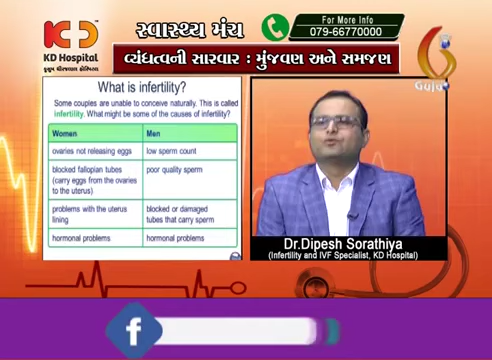 KD
KD Hospital
કુસુમ ધીરજલાલ હોસ્પિટલ
સ્વાસ્થ્ય મંચ
For More Info
079-66770000
વ્યંધત્વની સારવાર : મુંજવણ અને સમજણ
Gujar
What is infertility?
Some couples are unable to conceive naturally. This is called
infertility. What might be some of the causes of infertility?
Women Men
ovaries not releasing eggs low sperm count
blocked fallopian tubes poor quality sperm
(carry eggs from the ovaries
to the uterus)
problems with the uterus blocked or damaged
lining tubes that carry sperm
hormonal problems hormonal problems
Dr.Dipesh Sorathiya
(Infertility and IVF Specialist, KD Hospital)
f